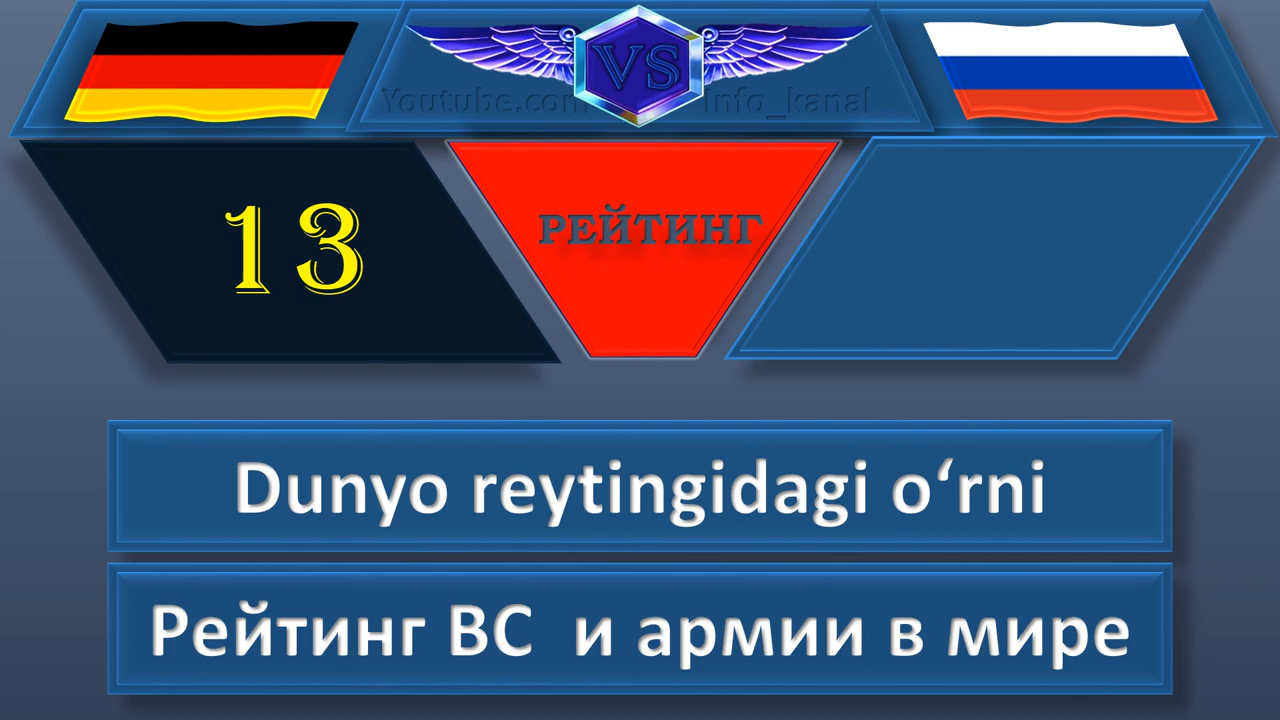 VS
Youtube.com Info_kanal
13
РЕЙТИНГ
Dunyo reytingidagi o‘rni
Рейтинг ВС и армии в мире